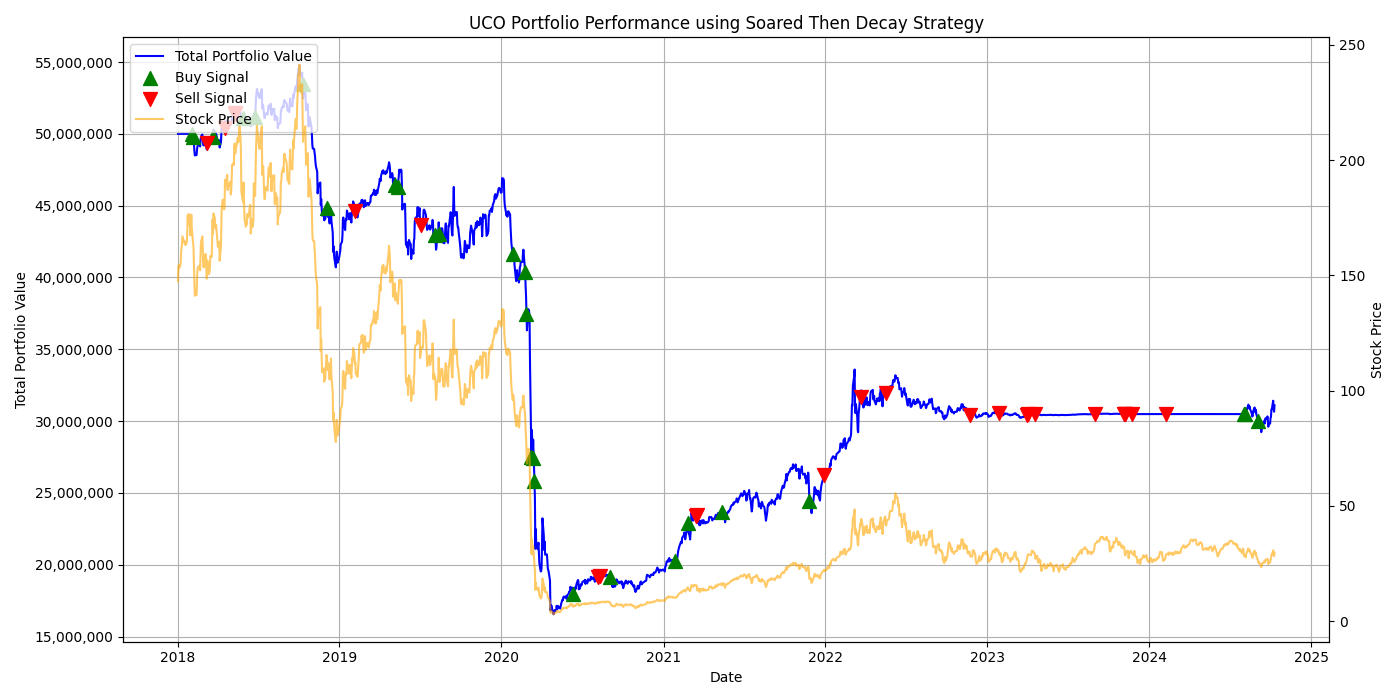 UCO Portfolio Performance using Soared Then Decay Strategy
Total Portfolio Value
Buy Signal
Sell Signal
Stock Price
55,000,000
50,000,000
45,000,000
40,000,000
35,000,000
30,000,000
25,000,000
20,000,000
15,000,000
Total Portfolio Value
250
200
150
100
50
0
Stock Price
2018
2019
2020
2021
2022
2023
2024
2025
Date